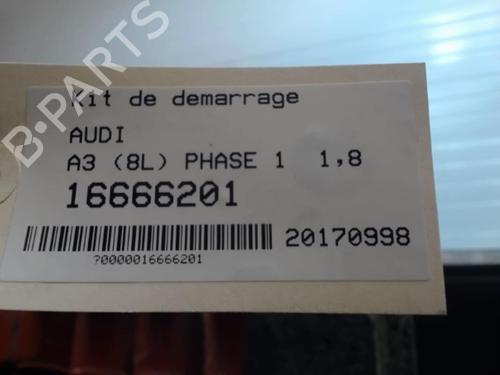 B-PARTS
Kit de demarrage
AUDI
A3 (8L) PHASE 1 1,8
16666201
20170998
?0000016666201